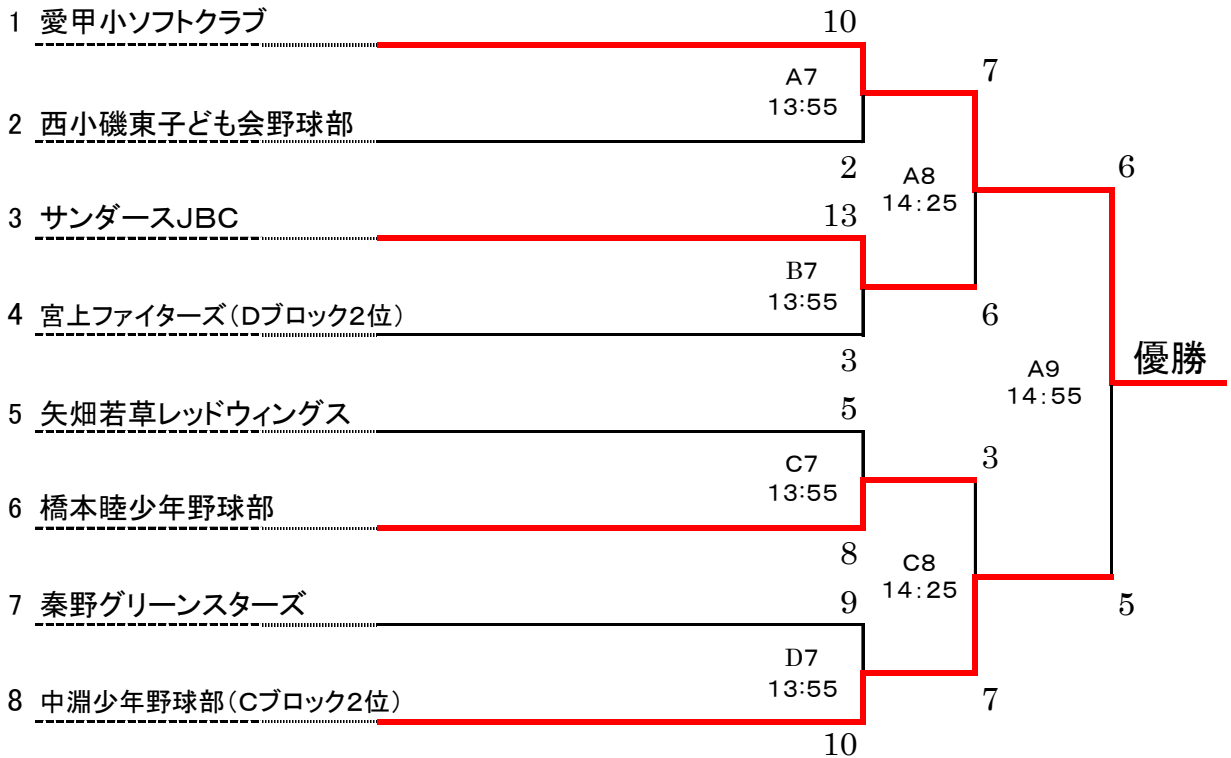 1 愛甲小ソフトクラブ 10
A7
13:55
7
2 西小磯東子ども会野球部
2
A8
14:25
6
3 サンダースJBC 13
B7
13:55
4 宮上ファイターズ(Dブロック2位)
3
6
A9
14:55
優勝
5 矢畑若草レッドウィングス 5
C7
13:55
3
6 橋本睦少年野球部
8
C8
14:25
5
7 秦野グリーンスターズ 9
D7
13:55
8 中淵少年野球部(Cブロック2位)
10
7